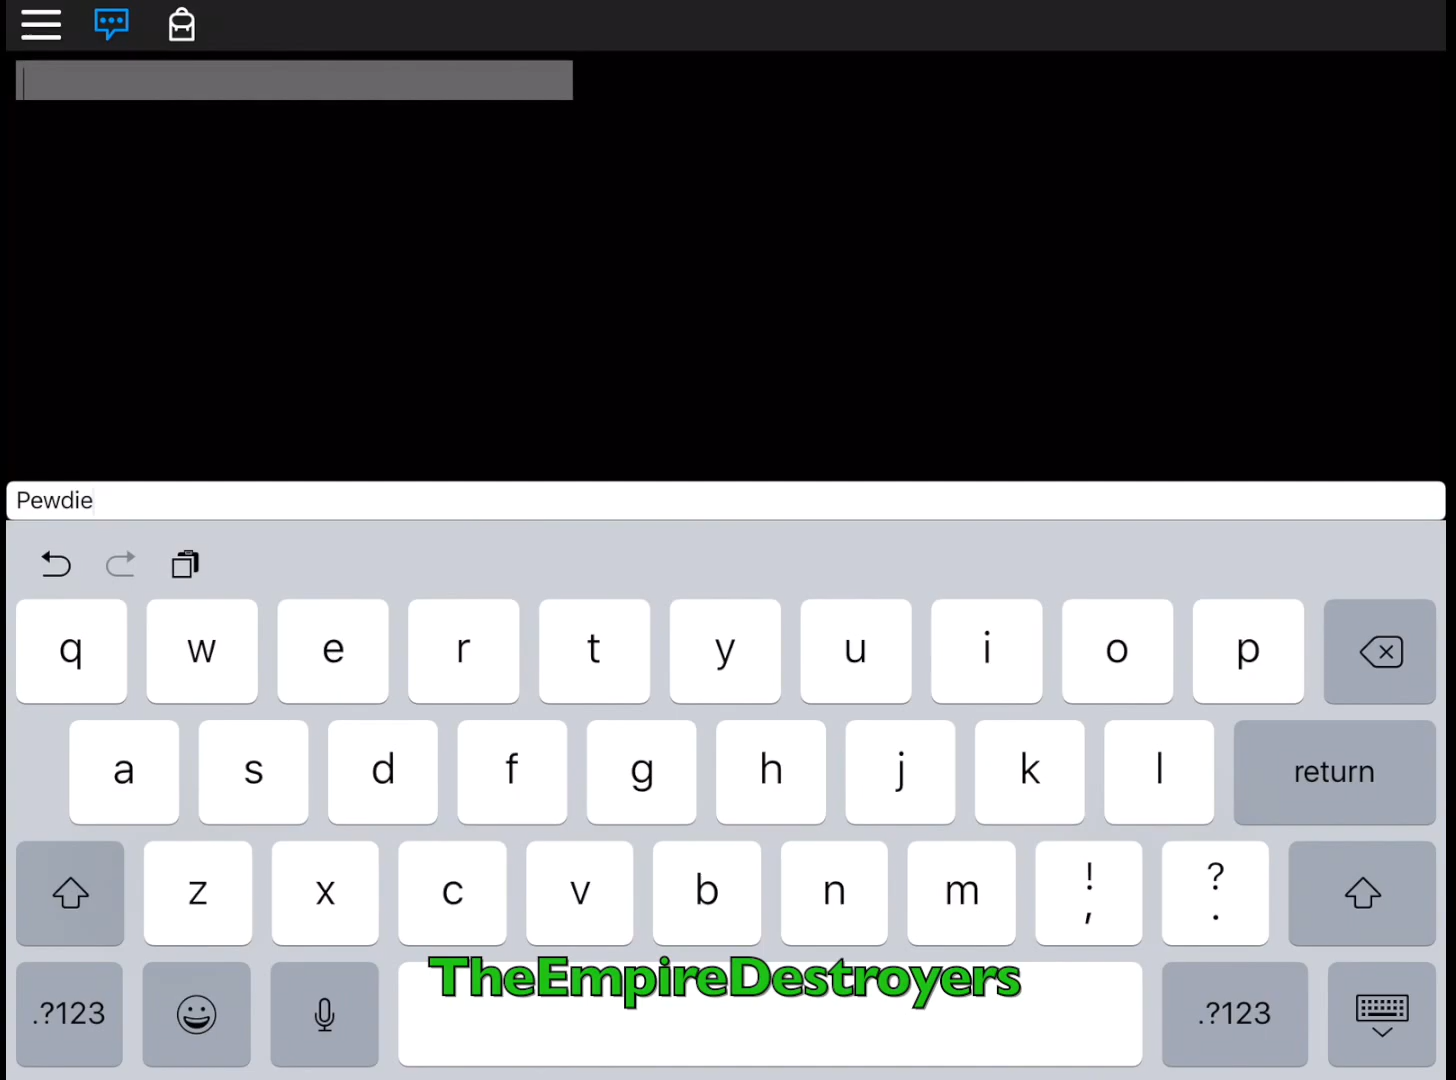 Pewdie
q w e r t y u i o p
a s d f g h j k l return
z x c v b n m ! , ? .
TheEmpireDestroyers
.?123 .?123